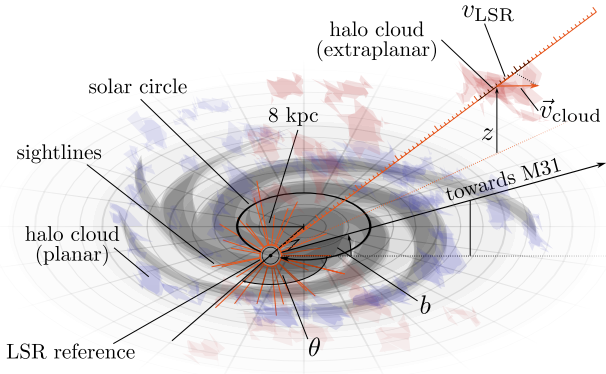 v_LSR
halo cloud
(extraplanar)
solar circle
8 kpc
v⃗_cloud
z
sightlines
towards M31
halo cloud
(planar)
b
LSR reference
θ